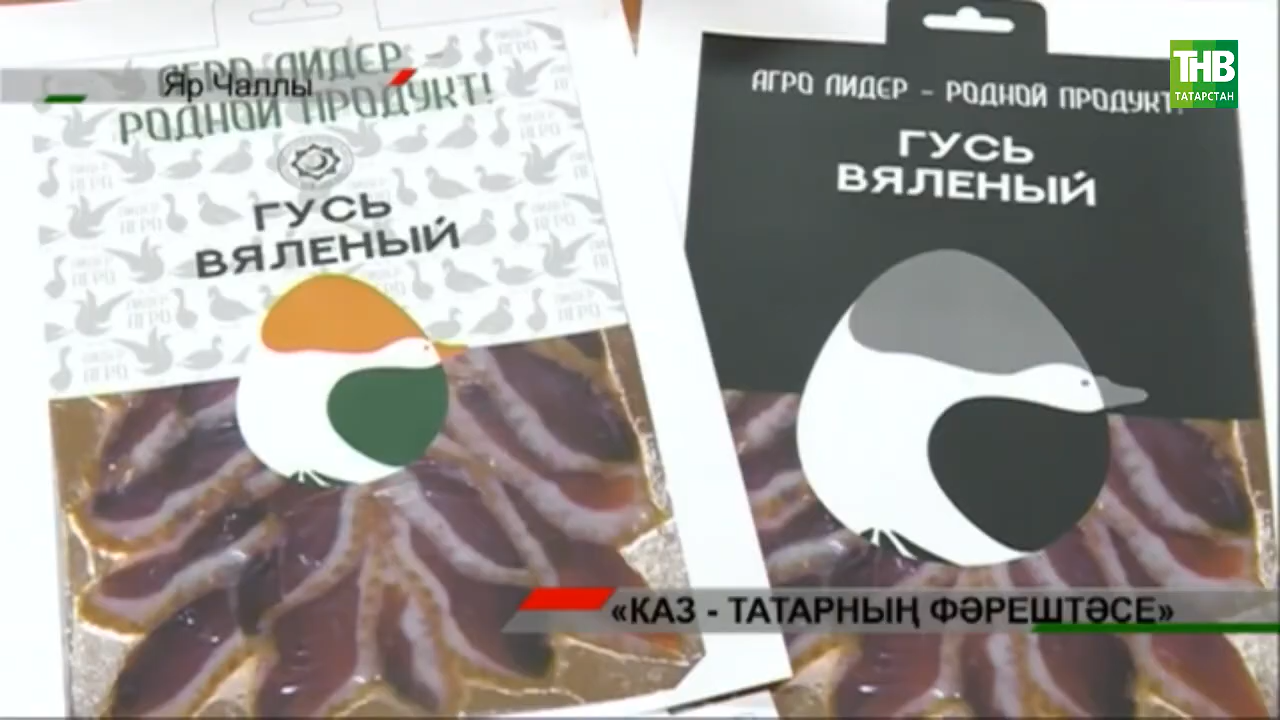 Яр Чаллы
АГРО ЛИДЕР
РОДНОЙ ПРОДУКТ!
ГУСЬ
ВЯЛЕНЫЙ
АГРО ЛИДЕР – РОДНОЙ ПРОДУКТ!
ГУСЬ
ВЯЛЕНЫЙ
ТНВ
ТАТАРСТАН
«КАЗ - ТАТАРНЫҢ ФӘРЕШТӘСЕ»